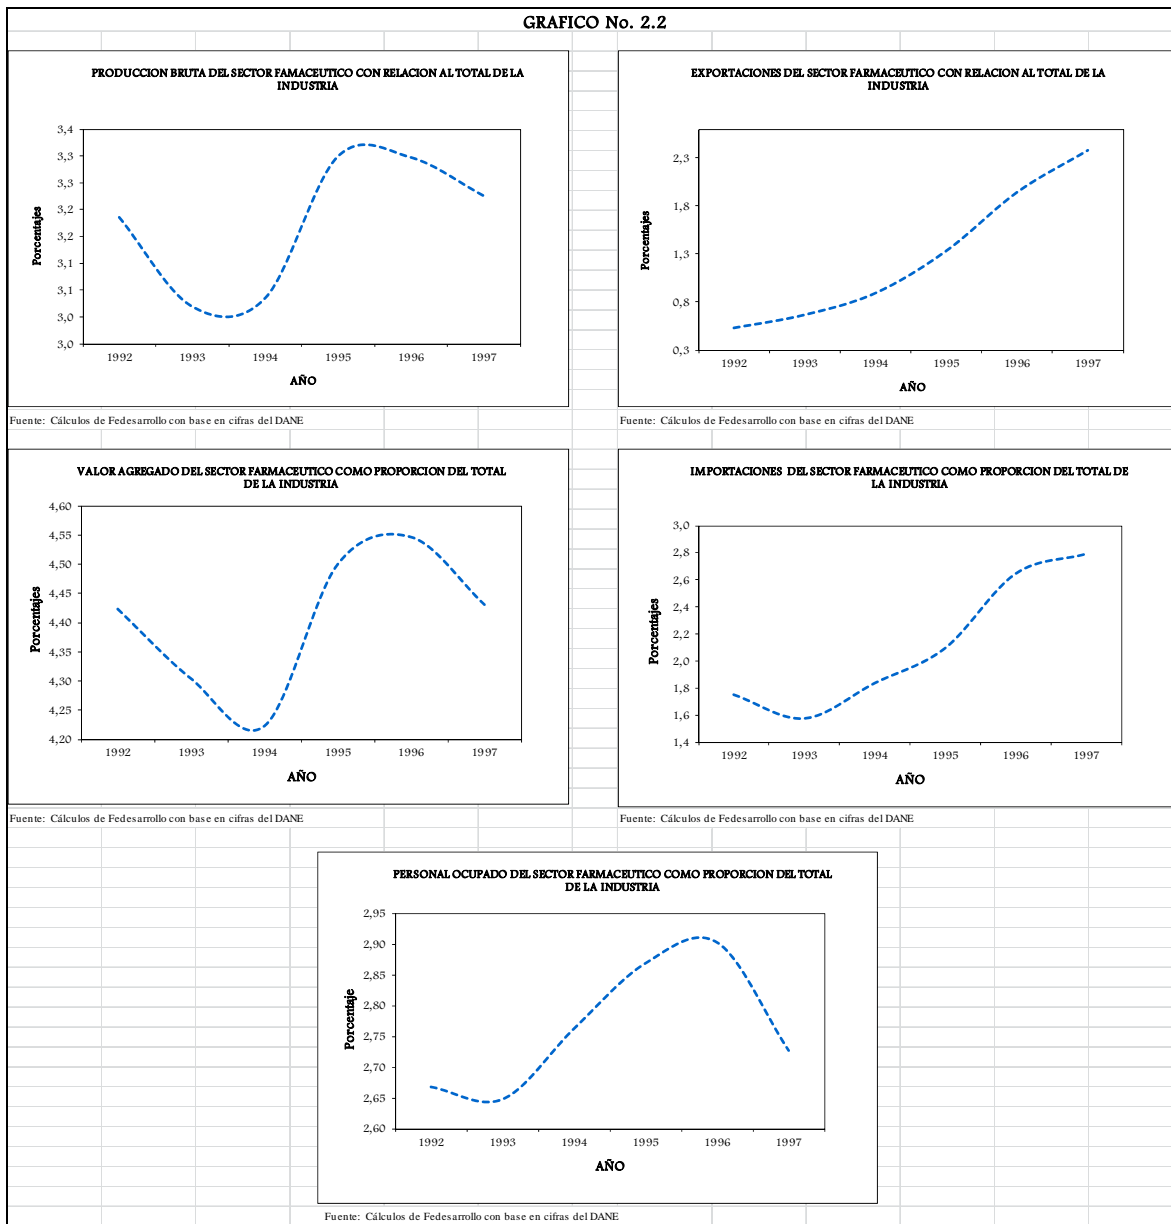 GRAFICO No. 2.2
PRODUCCION BRUTA DEL SECTOR FAMACEUTICO CON RELACION AL TOTAL DE LA
INDUSTRIA
Porcentajes
3,4
3,3
3,3
3,2
3,2
3,1
3,1
3,0
3,0
1992 1993 1994 1995 1996 1997
AÑO
Fuente: Cálculos de Fedesarrollo con base en cifras del DANE
EXPORTACIONES DEL SECTOR FARMACEUTICO CON RELACION AL TOTAL DE LA
INDUSTRIA
Porcentajes
2,3
1,8
1,3
0,8
0,3
1992 1993 1994 1995 1996 1997
AÑO
Fuente: Cálculos de Fedesarrollo con base en cifras del DANE
VALOR AGREGADO DEL SECTOR FARMACEUTICO COMO PROPORCION DEL TOTAL
DE LA INDUSTRIA
Porcentajes
4,60
4,55
4,50
4,45
4,40
4,35
4,30
4,25
4,20
1992 1993 1994 1995 1996 1997
AÑO
Fuente: Cálculos de Fedesarrollo con base en cifras del DANE
IMPORTACIONES DEL SECTOR FARMACEUTICO COMO PROPORCION DEL TOTAL DE
LA INDUSTRIA
Porcentajes
3,0
2,8
2,6
2,4
2,2
2,0
1,8
1,6
1,4
1992 1993 1994 1995 1996 1997
AÑO
Fuente: Cálculos de Fedesarrollo con base en cifras del DANE
PERSONAL OCUPADO DEL SECTOR FARMACEUTICO COMO PROPORCION DEL TOTAL
DE LA INDUSTRIA
Porcentaje
2,95
2,90
2,85
2,80
2,75
2,70
2,65
2,60
1992 1993 1994 1995 1996 1997
AÑO
Fuente: Cálculos de Fedesarrollo con base en cifras del DANE